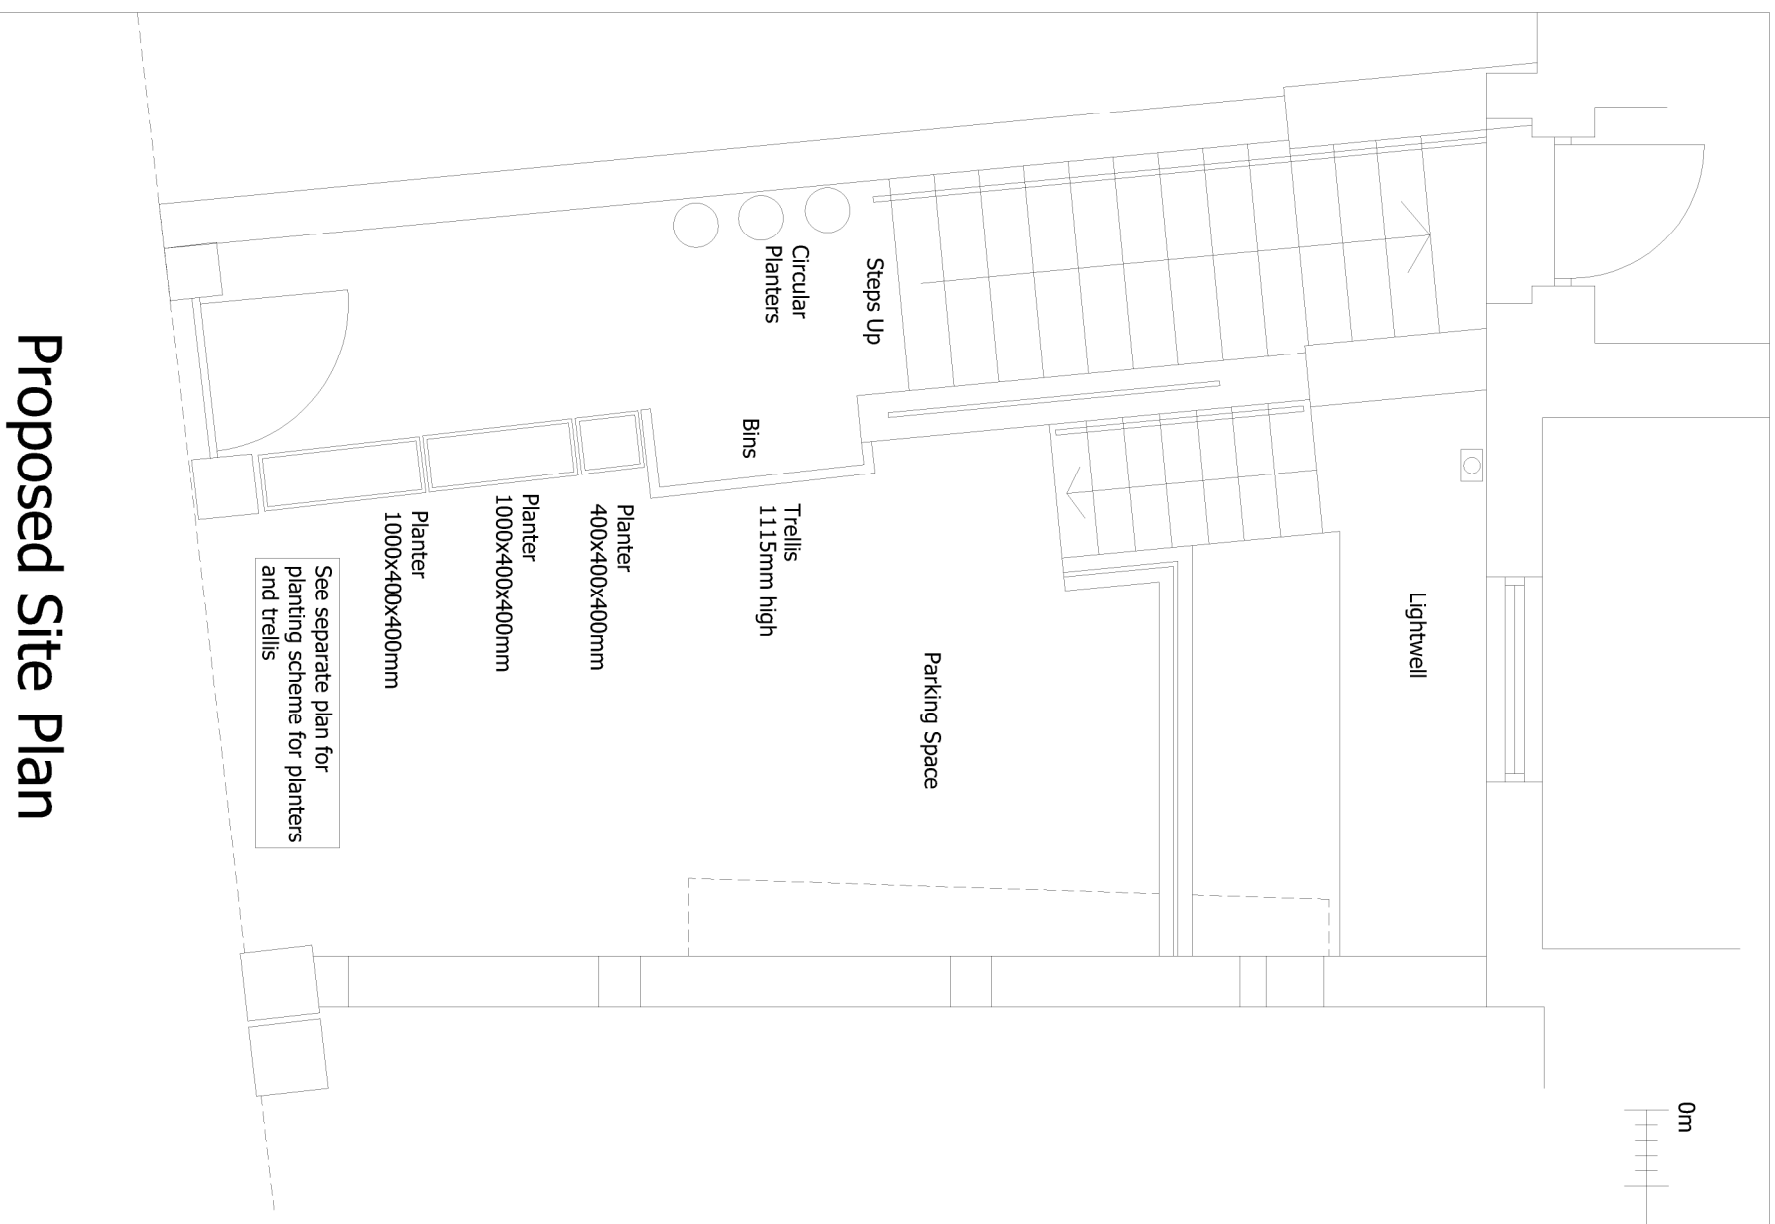 0m
Lightwell
Parking Space
Steps Up
Circular
Planters
Trellis
1115mm high
Bins
Planter
400x400x400mm
Planter
1000x400x400mm
Planter
1000x400x400mm
See separate plan for
planting scheme for planters
and trellis
Proposed Site Plan